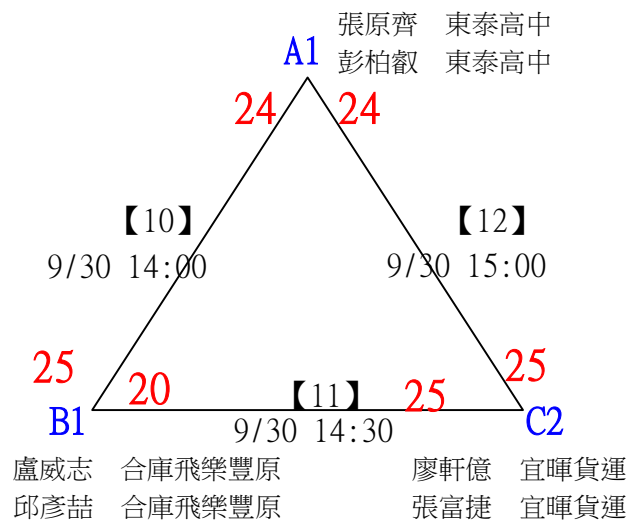 張原齊 東泰高中
A1 彭柏叡 東泰高中
24 24
【10】 【12】
9/30 14:00 9/30 15:00
25 20 【11】 25 25
B1 9/30 14:30 C2
盧威志 合庫飛樂豐原 廖軒億 宜暉貨運
邱彥喆 合庫飛樂豐原 張富捷 宜暉貨運